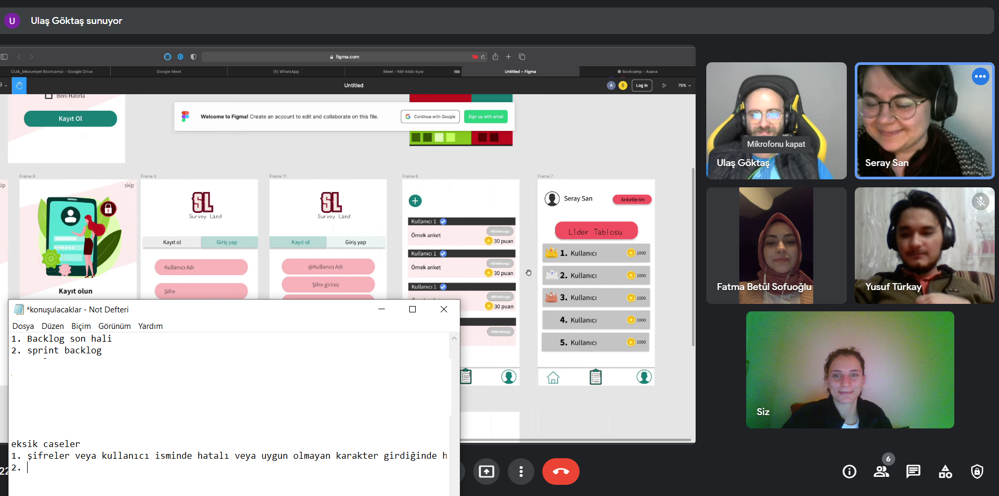 U
Ulaş Göktaş sunuyor
figma.com
OUA_Mezuniyet Bootcampi - Google Drive
Google Meet
(1) WhatsApp
Meet - hbf-ktdx-byw
Untitled – Figma
Bootcamp - Asana
Untitled
A
S
Log in
79%
Beni Hatırla
Kayıt Ol
Welcome to Figma! Create an account to edit and collaborate on this file.
Continue with Google
Sign up with email
Frame 9
Frame 4
Frame 11
Frame 6
Frame 7
kip
skip
Kayıt olun
SL
Survey Land
Kayıt ol
Giriş yap
Kullanıcı Adı
Şifre
SL
Survey Land
Kayıt ol
Giriş yap
@Kullanıcı Adı
Şifre giriniz
Kullanıcı 1
Örnek anket
#BilimKurgu
30 puan
Kullanıcı 1
Örnek anket
#BilimKurgu
30 puan
Kullanıcı 1
#BilimKurgu
30 puan
#BilimKurgu
Seray San
Anketlerim
Lider Tablosu
1. Kullanıcı 1000
2. Kullanıcı 1000
3. Kullanıcı 1000
4. Kullanıcı 1000
5. Kullanıcı 1000
*konuşulacaklar - Not Defteri
Dosya Düzen Biçim Görünüm Yardım
1. Backlog son hali
2. sprint backlog
eksik caseler
1. şifreler veya kullanıcı isminde hatalı veya uygun olmayan karakter girdiğinde h
2.
22
Mikrofonu kapat
Ulaş Göktaş
Seray San
Fatma Betül Sofuoğlu
Yusuf Türkay
Siz
6